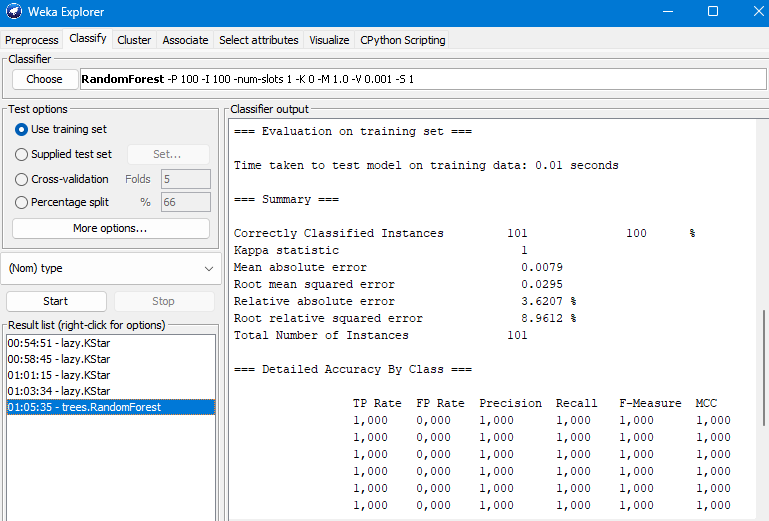 Weka Explorer
Preprocess Classify Cluster Associate Select attributes Visualize CPython Scripting
Classifier
Choose RandomForest -P 100 -I 100 -num-slots 1 -K 0 -M 1.0 -V 0.001 -S 1
Test options
Use training set
Supplied test set Set...
Cross-validation Folds 5
Percentage split % 66
More options...
(Nom) type
Start Stop
Result list (right-click for options)
00:54:51 - lazy.KStar
00:58:45 - lazy.KStar
01:01:15 - lazy.KStar
01:03:34 - lazy.KStar
01:05:35 - trees.RandomForest
Classifier output
=== Evaluation on training set ===
Time taken to test model on training data: 0.01 seconds
=== Summary ===
Correctly Classified Instances 101 100 %
Kappa statistic 1
Mean absolute error 0.0079
Root mean squared error 0.0295
Relative absolute error 3.6207 %
Root relative squared error 8.9612 %
Total Number of Instances 101
=== Detailed Accuracy By Class ===
TP Rate FP Rate Precision Recall F-Measure MCC
1,000 0,000 1,000 1,000 1,000 1,000
1,000 0,000 1,000 1,000 1,000 1,000
1,000 0,000 1,000 1,000 1,000 1,000
1,000 0,000 1,000 1,000 1,000 1,000
1,000 0,000 1,000 1,000 1,000 1,000
1,000 0,000 1,000 1,000 1,000 1,000